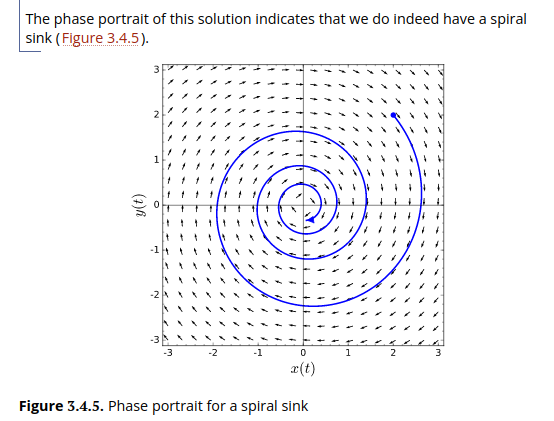 The phase portrait of this solution indicates that we do indeed have a spiral
sink (Figure 3.4.5).
3
2
1
0
-1
-2
-3
y(t)
-3 -2 -1 0 1 2 3
x(t)
Figure 3.4.5. Phase portrait for a spiral sink